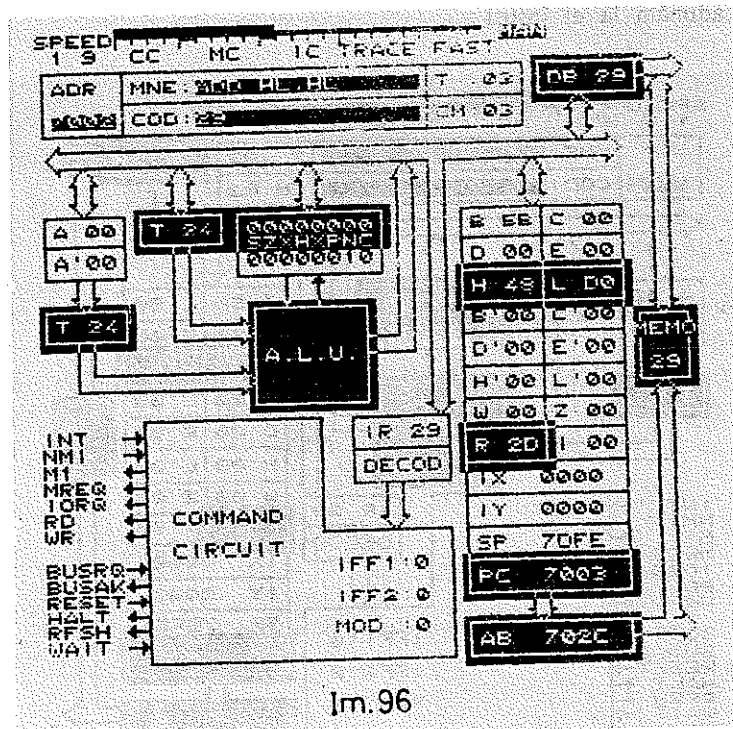 SPEED
1 9 CC MC IC TRACE FAST
ADR MNE: ADD HL,HL T :03
COD: CM 03
DB 29
A 00
A'00
T 24
00000000
SZXHXPNC
00000010
T 24
A.L.U.
B EB C 00
D 00 E 00
H 48 L D0
B'00 C'00
D'00 E'00
H'00 L'00
W 00 Z 00
R 2D I 00
IX 0000
IY 0000
SP 7DFE
PC 7003
AB 702C
MEMO
29
IR 29
DECOD
INT
NMI
M1
MREQ
IORQ
RD
WR
BUSRQ
BUSAK
RESET
HALT
RFSH
WAIT
COMMAND
CIRCUIT
IFF1:0
IFF2 0
MOD :0
Im.96